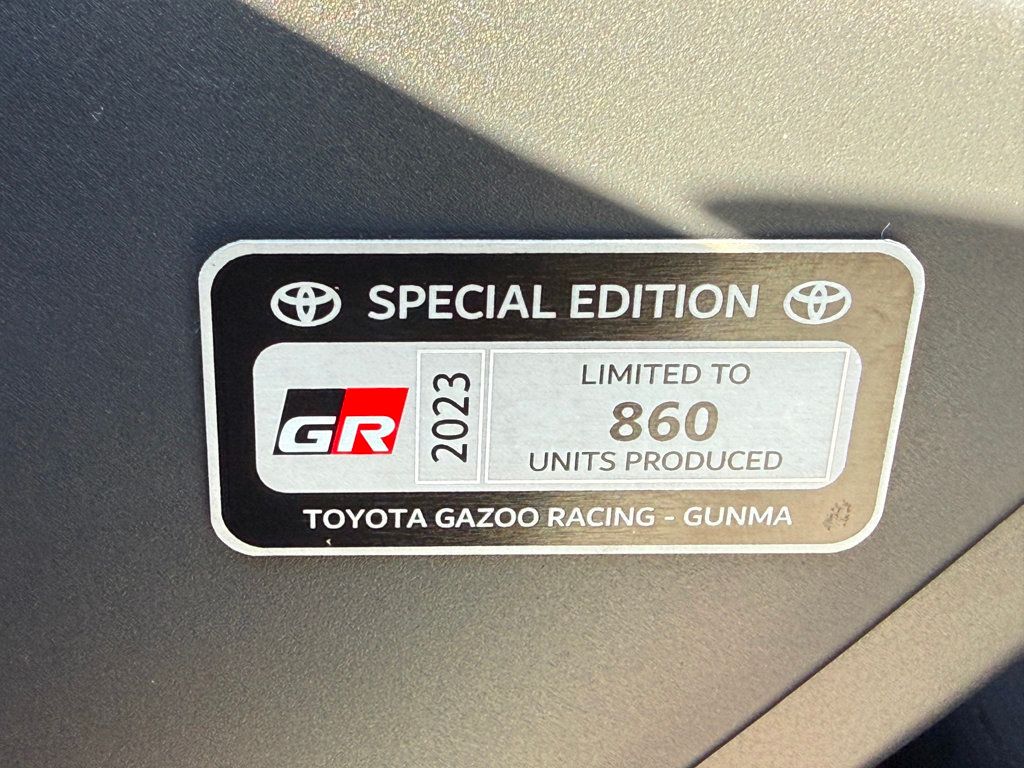 SPECIAL EDITION
GR
2023
LIMITED TO
860
UNITS PRODUCED
TOYOTA GAZOO RACING - GUNMA